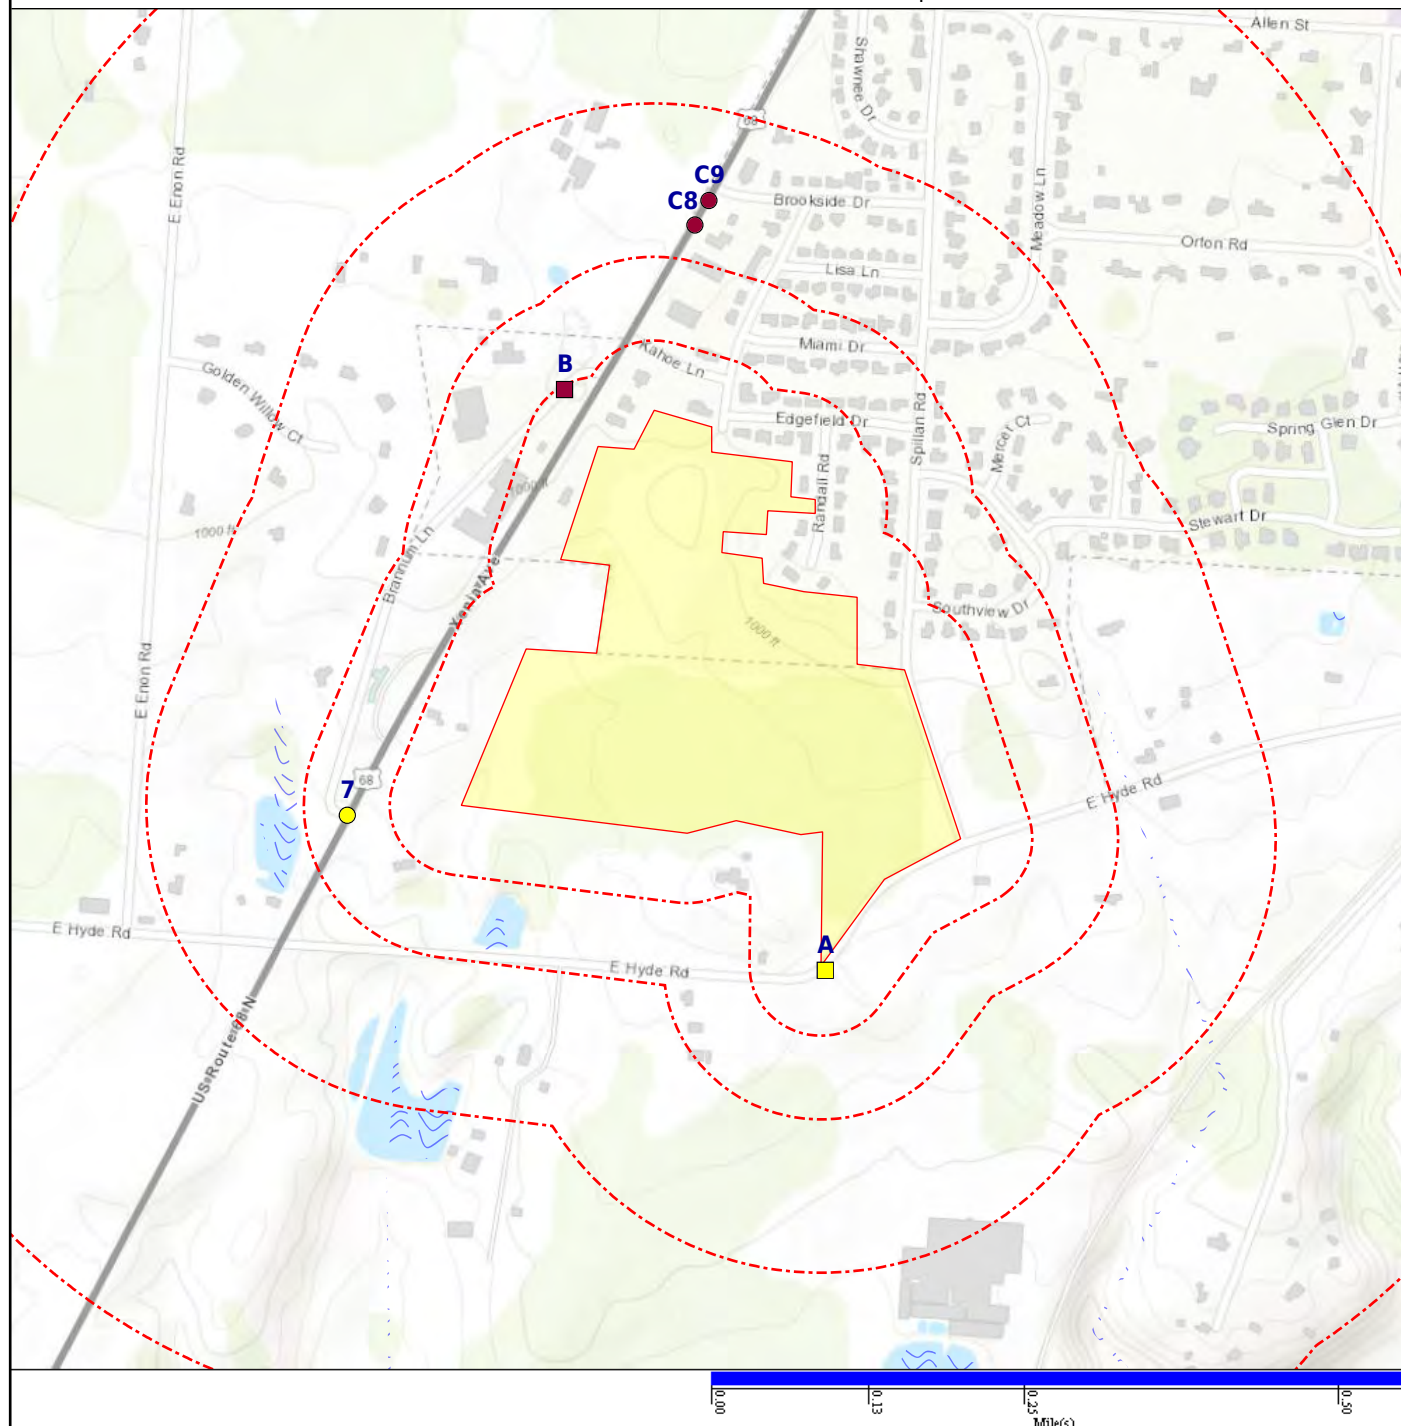 Allen St
Shawnee Dr
68
E Enon Rd
C9
C8
Brookside Dr
Meadow Ln
Orton Rd
Lisa Ln
Kahoe Ln
Miami Dr
B
Golden Willow Ct
Edgefield Dr
Spillan Rd
Mercer Ct
Spring Glen Dr
Randall Rd
1000 ft
Stewart Dr
Brannum Ln
Xenia Ave
Southview Dr
1000 ft
E Enon Rd
68
7
E Hyde Rd
E Hyde Rd
A
E Hyde Rd
US Route 68 N
0.00
0.13
0.25
0.50
Mile(s)